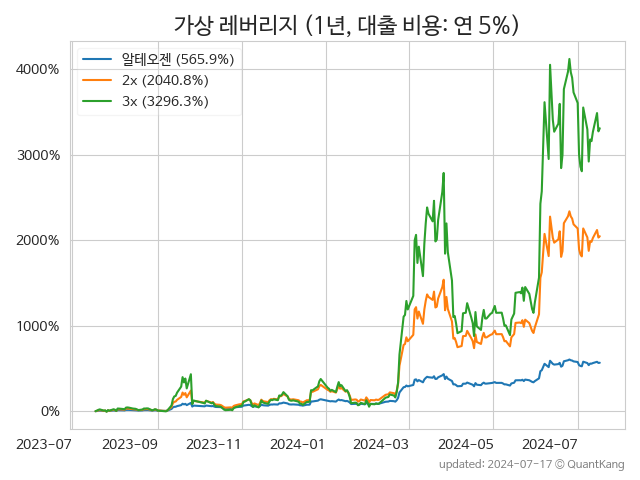 가상 레버리지 (1년, 대출 비용: 연 5%)
알테오젠 (565.9%)
2x (2040.8%)
3x (3296.3%)
4000%
3000%
2000%
1000%
0%
2023-07 2023-09 2023-11 2024-01 2024-03 2024-05 2024-07
updated: 2024-07-17 © QuantKang